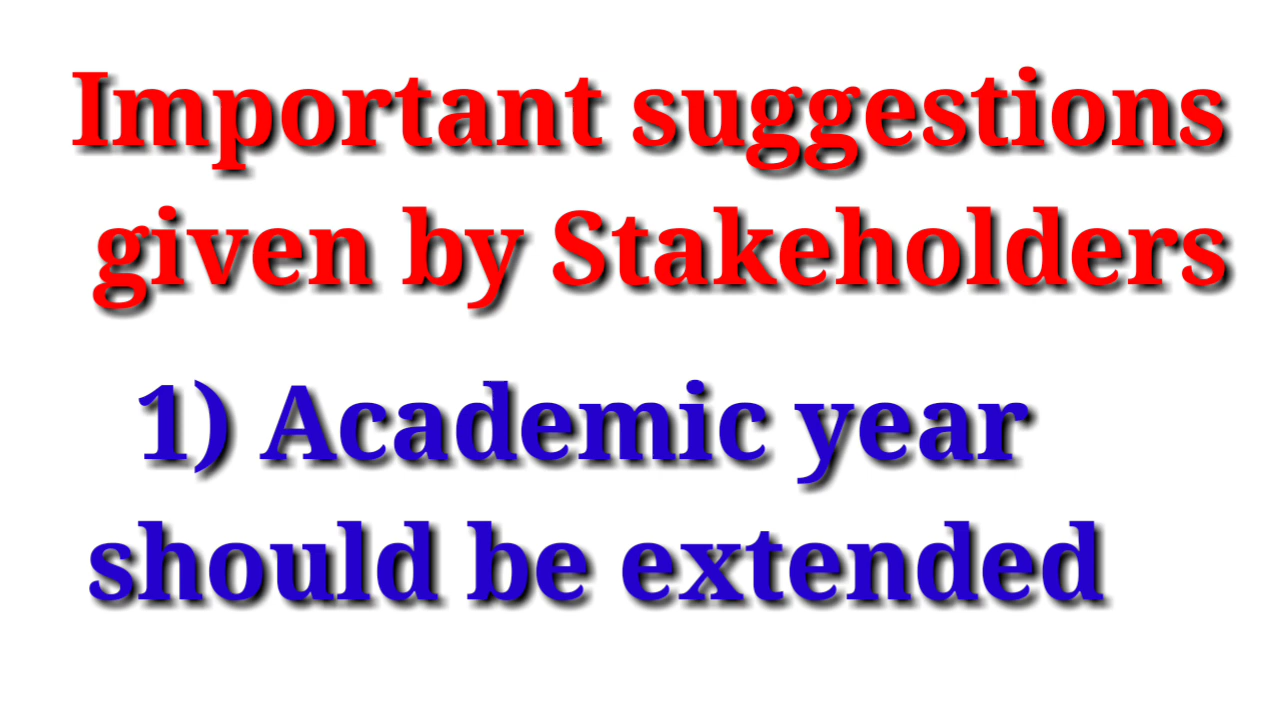 Important suggestions
given by Stakeholders
1) Academic year
should be extended